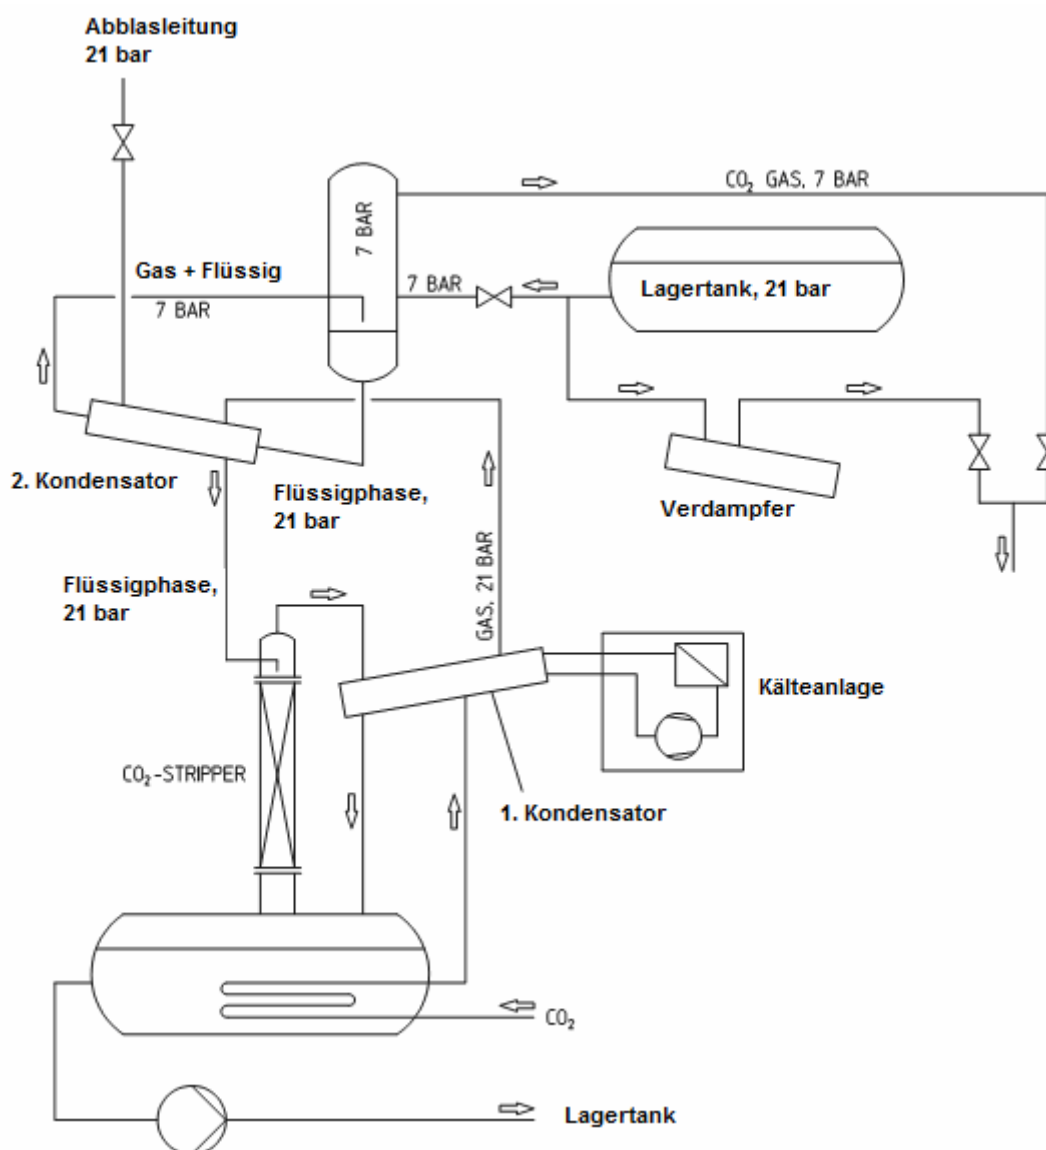 Abblasleitung
21 bar
CO₂ GAS, 7 BAR
7 BAR
Gas + Flüssig
7 BAR
7 BAR
Lagertank, 21 bar
2. Kondensator
Flüssigphase,
21 bar
Verdampfer
GAS, 21 BAR
Flüssigphase,
21 bar
Kälteanlage
CO₂-STRIPPER
1. Kondensator
CO₂
Lagertank